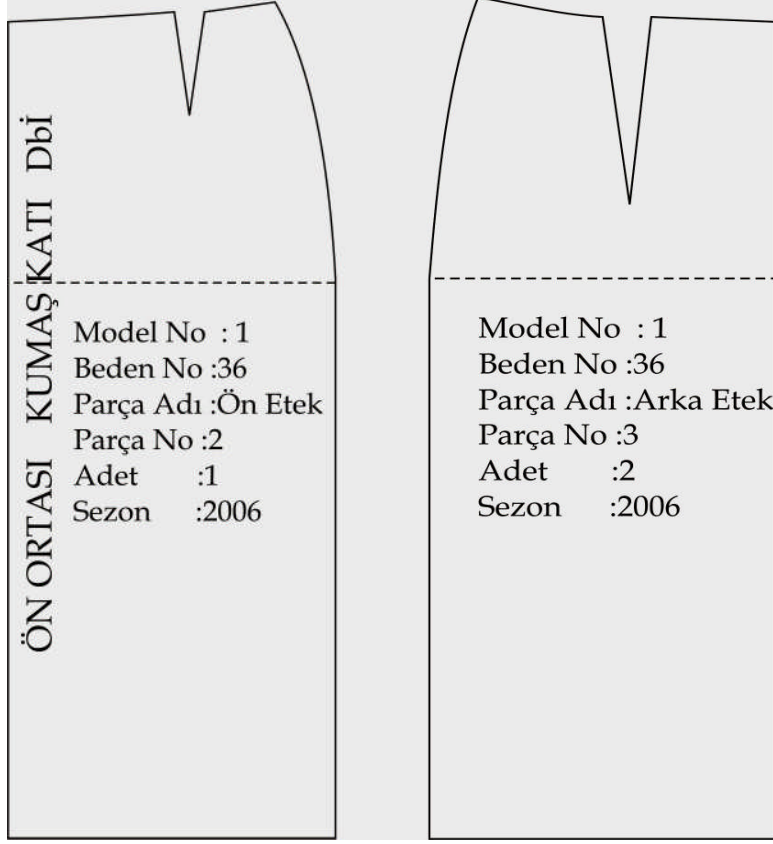 ÖN ORTASI KUMAŞ KATI Dbİ
Model No : 1
Beden No :36
Parça Adı :Ön Etek
Parça No :2
Adet :1
Sezon :2006
Model No : 1
Beden No :36
Parça Adı :Arka Etek
Parça No :3
Adet :2
Sezon :2006